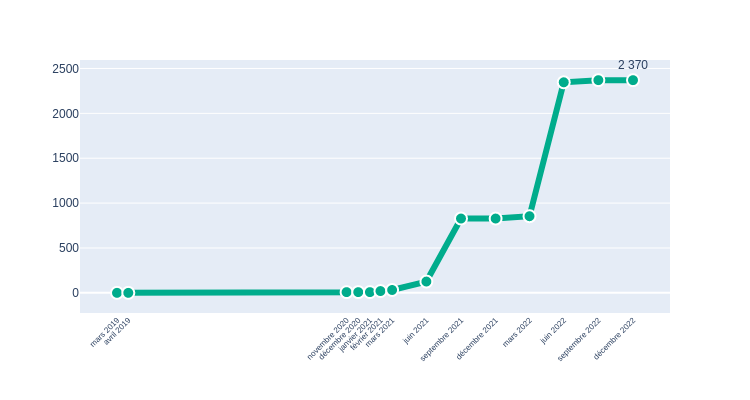 2 370
2500
2000
1500
1000
500
0
mars 2019
avril 2019
novembre 2020
décembre 2020
janvier 2021
février 2021
mars 2021
juin 2021
septembre 2021
décembre 2021
mars 2022
juin 2022
septembre 2022
décembre 2022